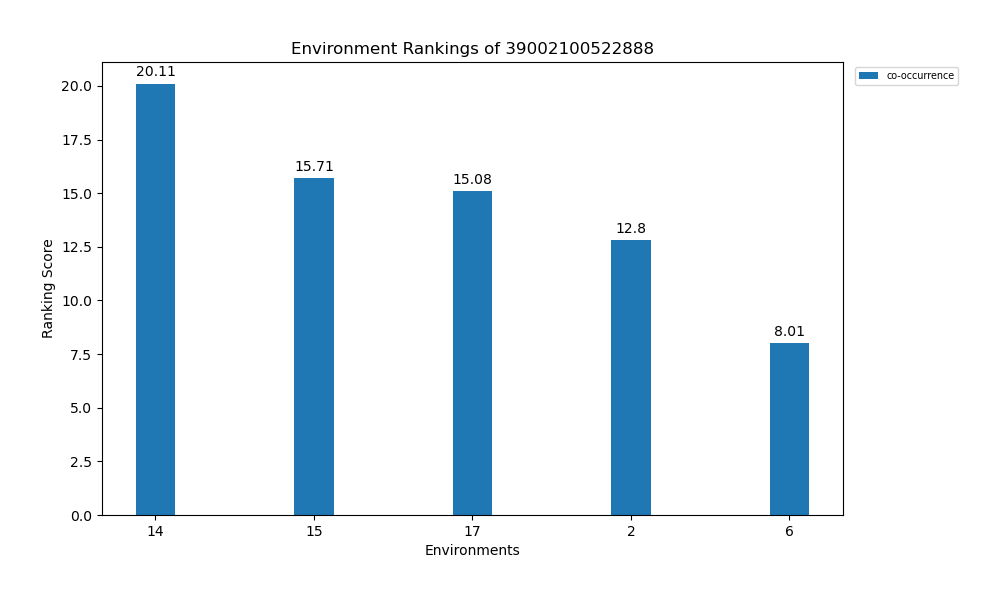 Environment Rankings of 39002100522888
co-occurrence
Ranking Score
20.0
17.5
15.0
12.5
10.0
7.5
5.0
2.5
0.0
20.11
15.71
15.08
12.8
8.01
14 15 17 2 6
Environments